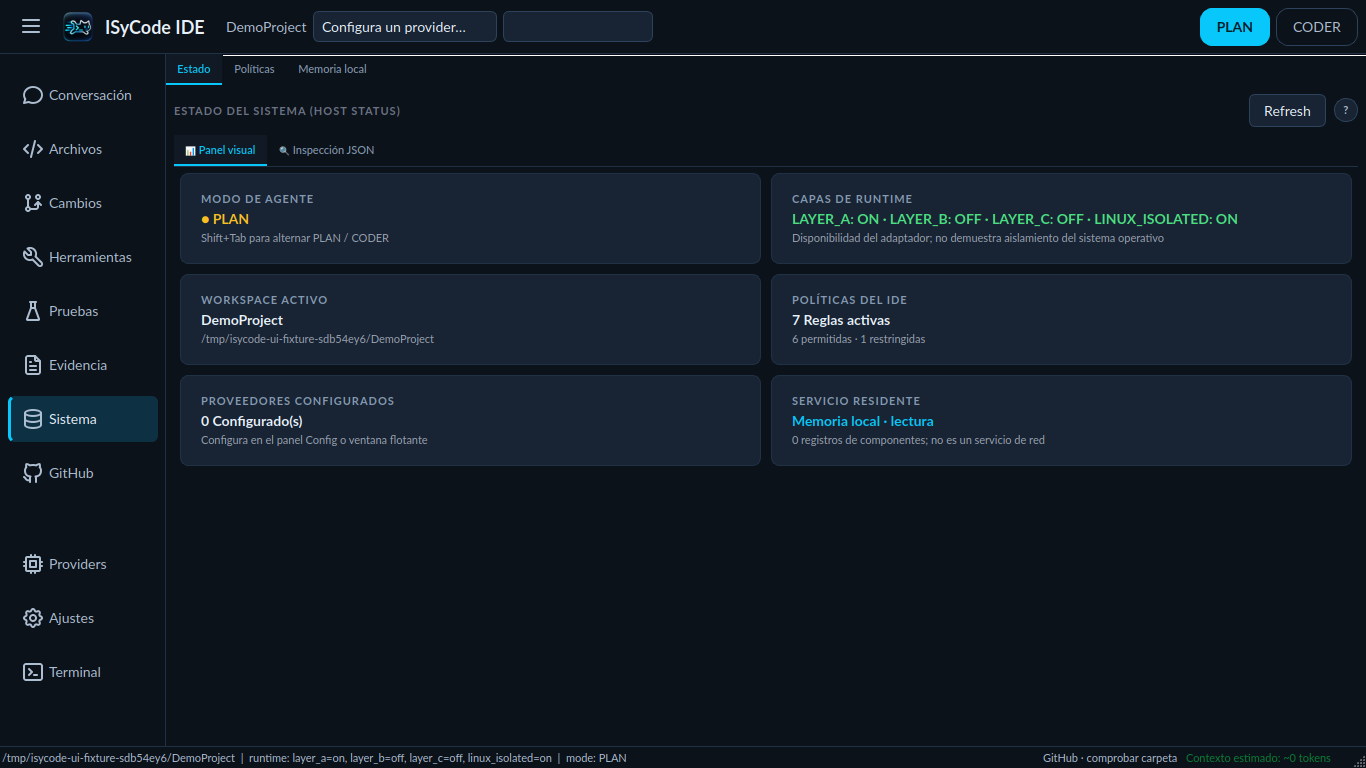 ISyCode IDE
DemoProject
Configura un provider...
PLAN
CODER
Conversación
Archivos
Cambios
Herramientas
Pruebas
Evidencia
Sistema
GitHub
Providers
Ajustes
Terminal
Estado
Políticas
Memoria local
ESTADO DEL SISTEMA (HOST STATUS)
Refresh
?
Panel visual
Inspección JSON
MODO DE AGENTE
● PLAN
Shift+Tab para alternar PLAN / CODER
CAPAS DE RUNTIME
LAYER_A: ON · LAYER_B: OFF · LAYER_C: OFF · LINUX_ISOLATED: ON
Disponibilidad del adaptador; no demuestra aislamiento del sistema operativo
WORKSPACE ACTIVO
DemoProject
/tmp/isycode-ui-fixture-sdb54ey6/DemoProject
POLÍTICAS DEL IDE
7 Reglas activas
6 permitidas · 1 restringidas
PROVEEDORES CONFIGURADOS
0 Configurado(s)
Configura en el panel Config o ventana flotante
SERVICIO RESIDENTE
Memoria local · lectura
0 registros de componentes; no es un servicio de red
/tmp/isycode-ui-fixture-sdb54ey6/DemoProject | runtime: layer_a=on, layer_b=off, layer_c=off, linux_isolated=on | mode: PLAN
GitHub · comprobar carpeta
Contexto estimado: ~0 tokens